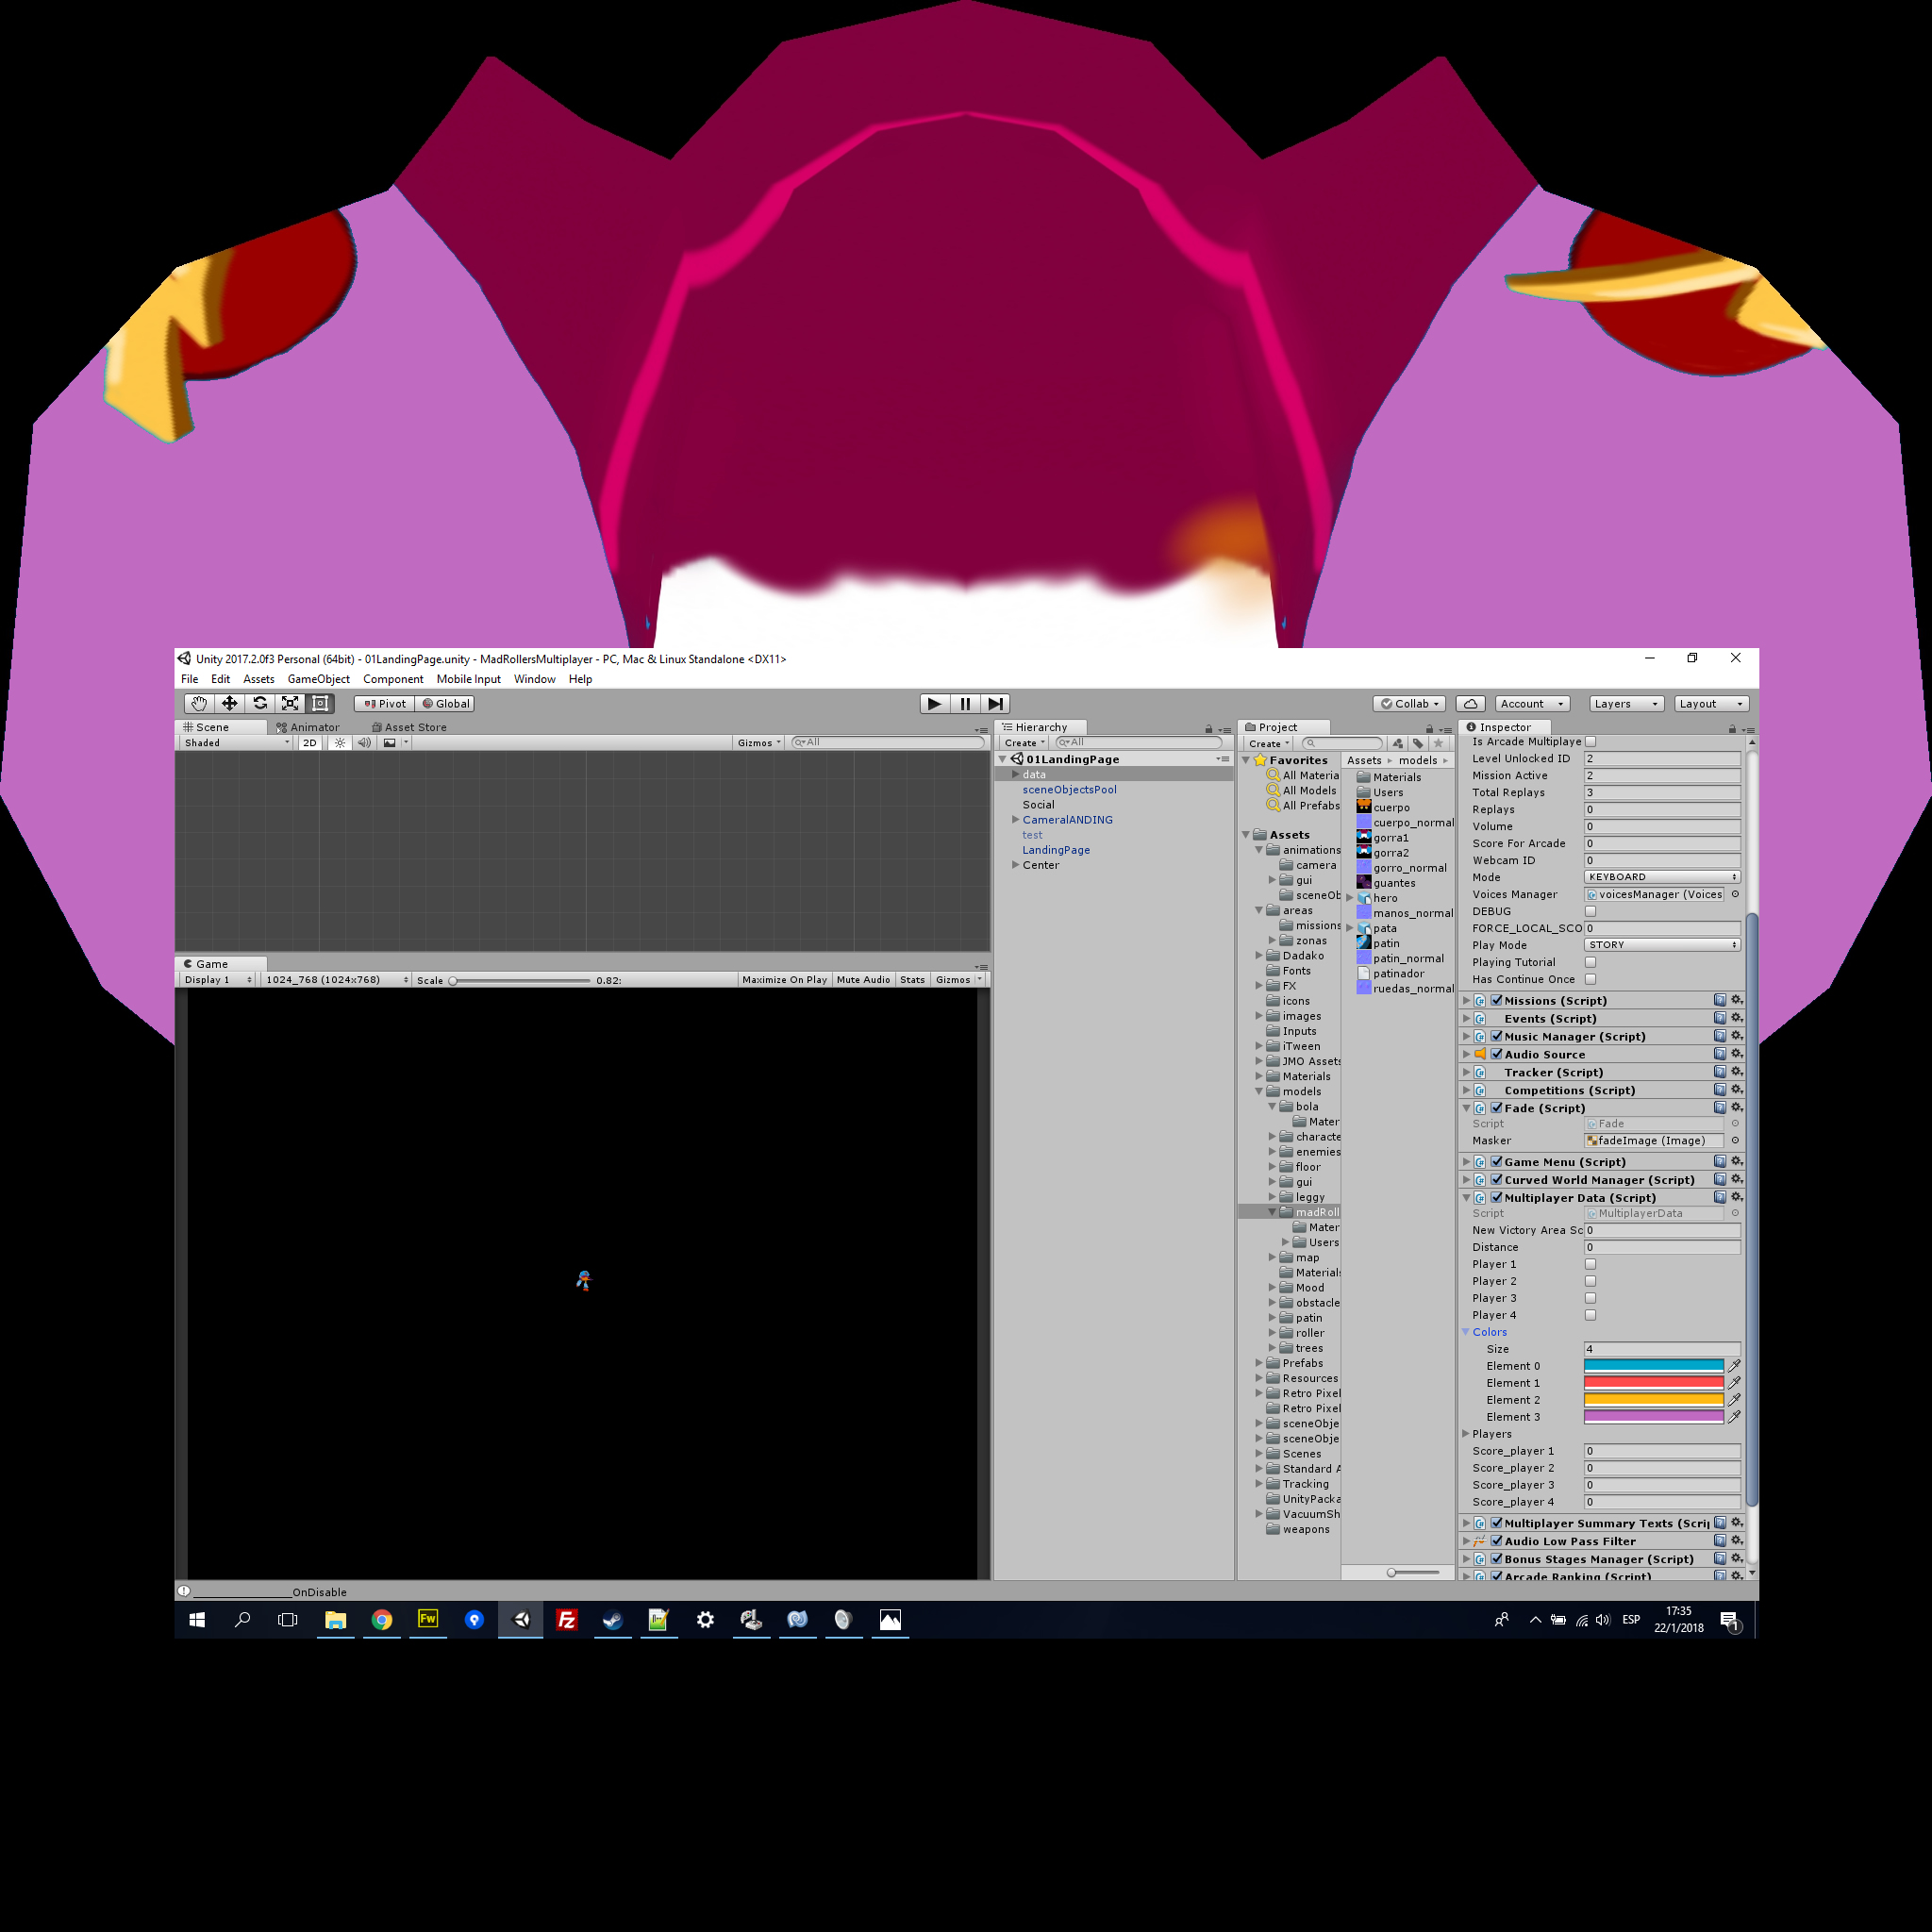 Unity 2017.2.0f3 Personal (64bit) - 01LandingPage.unity - MadRollersMultiplayer - PC, Mac & Linux Standalone <DX11>
File Edit Assets GameObject Component Mobile Input Window Help
Pivot Global Collab Account Layers Layout
Scene Animator Asset Store
Shaded 2D Gizmos All
Hierarchy
Create All
01LandingPage
data
sceneObjectsPool
Social
CameraLANDING
test
LandingPage
Center
Game
Display 1 1024_768 (1024x768) Scale 0.82: Maximize On Play Mute Audio Stats Gizmos
Project
Create
Favorites
All Materia
All Models
All Prefabs
Assets
animations
camera
gui
sceneOb
areas
missions
zonas
Dadako
Fonts
FX
icons
images
Inputs
iTween
JMO Assets
Materials
models
bola
Mater
characte
enemies
floor
gui
leggy
madRoll
Mater
Users
map
Materials
Mood
obstacle
patin
roller
trees
Prefabs
Resources
Retro Pixel
Retro Pixel
sceneObje
sceneObje
Scenes
Standard A
Tracking
UnityPacka
VacuumSh
weapons
Assets models
Materials
Users
cuerpo
cuerpo_normal
gorra1
gorra2
gorro_normal
guantes
hero
manos_normal
pata
patin
patin_normal
patinador
ruedas_normal
Inspector
Is Arcade Multiplaye
Level Unlocked ID 2
Mission Active 2
Total Replays 3
Replays 0
Volume 0
Score For Arcade 0
Webcam ID 0
Mode KEYBOARD
Voices Manager voicesManager (Voices
DEBUG
FORCE_LOCAL_SCO 0
Play Mode STORY
Playing Tutorial
Has Continue Once
Missions (Script)
Events (Script)
Music Manager (Script)
Audio Source
Tracker (Script)
Competitions (Script)
Fade (Script)
Script Fade
Masker fadeImage (Image)
Game Menu (Script)
Curved World Manager (Script)
Multiplayer Data (Script)
Script MultiplayerData
New Victory Area Sc 0
Distance 0
Player 1
Player 2
Player 3
Player 4
Colors
Size 4
Element 0
Element 1
Element 2
Element 3
Players
Score_player 1 0
Score_player 2 0
Score_player 3 0
Score_player 4 0
Multiplayer Summary Texts (Scrip
Audio Low Pass Filter
Bonus Stages Manager (Script)
Arcade Ranking (Script)
________________OnDisable
Fw
Fz
ESP
17:35
22/1/2018
1